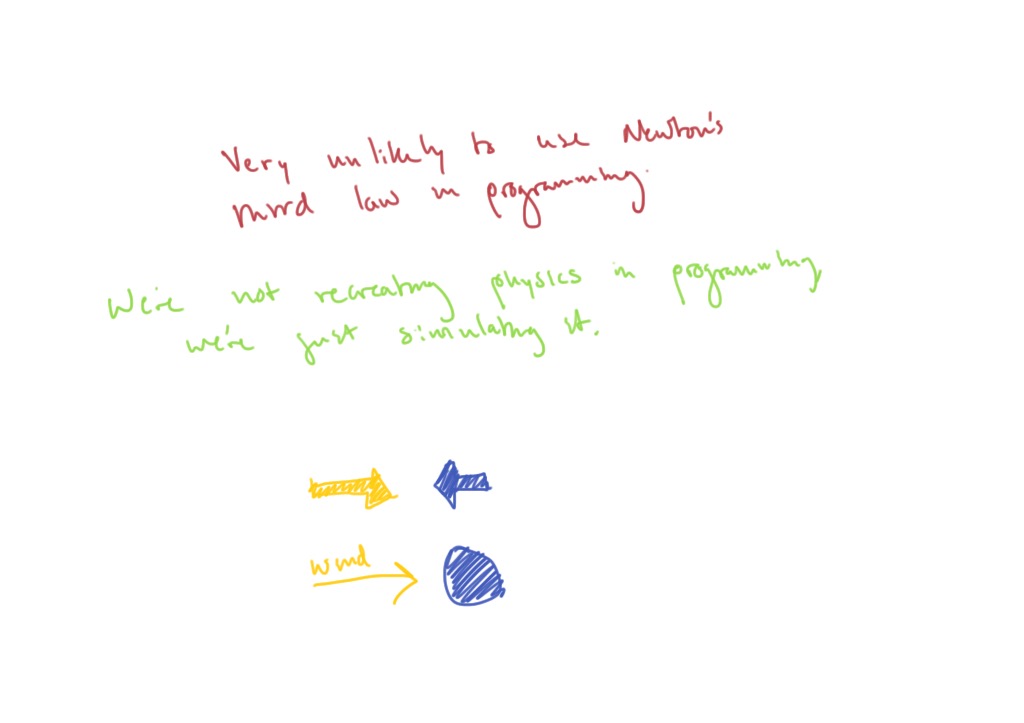 Very unlikely to use Newton's
third law in programming.
We're not recreating physics in programming,
we're just simulating it.
wind